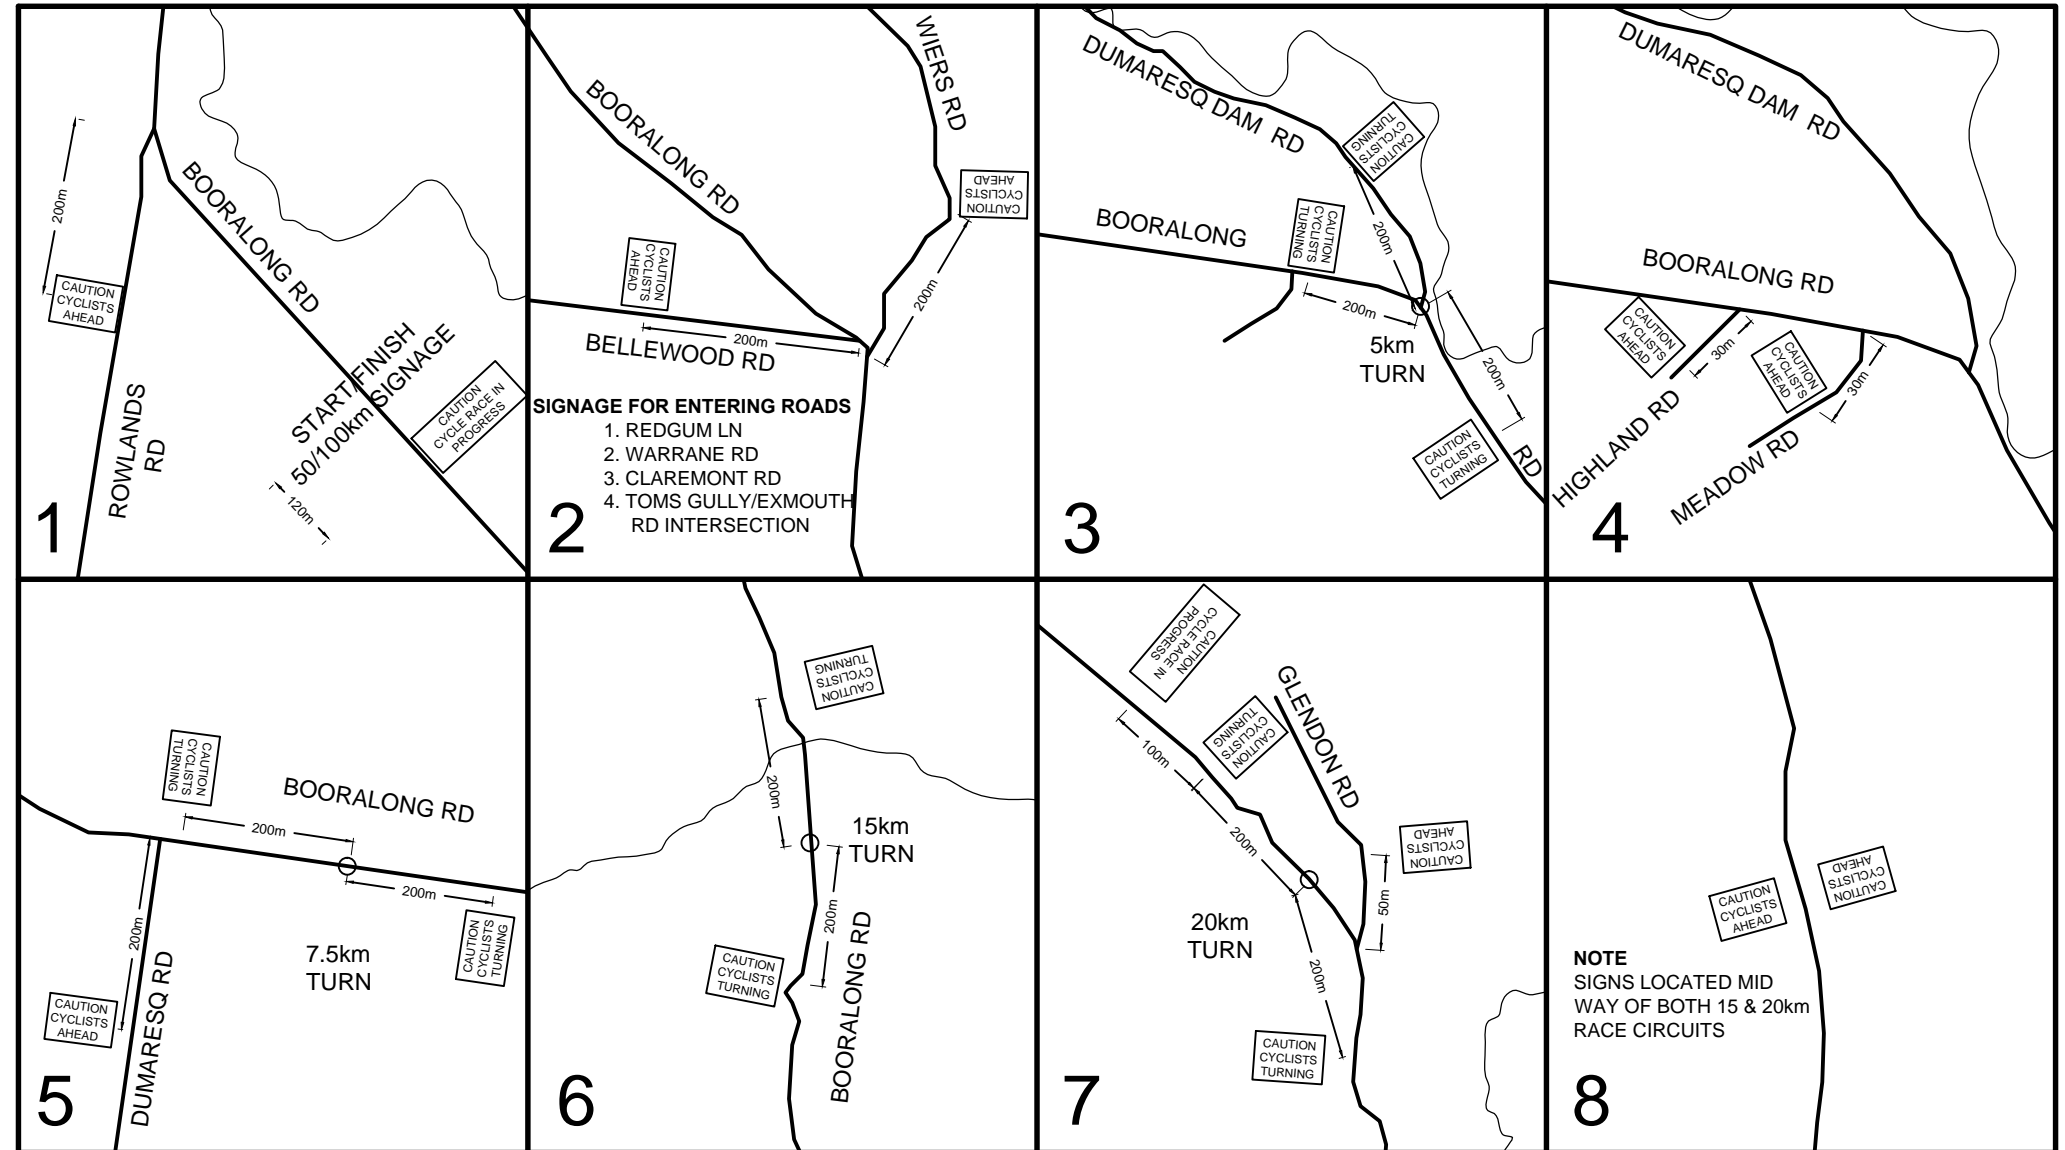 200m
CAUTION
CYCLISTS
AHEAD
ROWLANDS
RD
BOORALONG RD
START/FINISH
50/100km SIGNAGE
120m
CAUTION
CYCLE RACE IN
PROGRESS
1
BOORALONG RD
WIERS RD
CAUTION
CYCLISTS
AHEAD
200m
CAUTION
CYCLISTS
AHEAD
200m
BELLEWOOD RD
SIGNAGE FOR ENTERING ROADS
1. REDGUM LN
2. WARRANE RD
3. CLAREMONT RD
4. TOMS GULLY/EXMOUTH
RD INTERSECTION
2
DUMARESQ DAM RD
CAUTION
CYCLISTS
TURNING
BOORALONG
CAUTION
CYCLISTS
TURNING
200m
200m
5km
TURN
200m
CAUTION
CYCLISTS
TURNING
RD
3
DUMARESQ DAM RD
BOORALONG RD
CAUTION
CYCLISTS
AHEAD
30m
CAUTION
CYCLISTS
AHEAD
30m
HIGHLAND RD
MEADOW RD
4
CAUTION
CYCLISTS
TURNING
BOORALONG RD
200m
200m
200m
CAUTION
CYCLISTS
TURNING
7.5km
TURN
CAUTION
CYCLISTS
AHEAD
DUMARESQ RD
5
CAUTION
CYCLISTS
TURNING
200m
15km
TURN
200m
CAUTION
CYCLISTS
TURNING
BOORALONG RD
6
CAUTION
CYCLE RACE IN
PROGRESS
GLENDON RD
CAUTION
CYCLISTS
TURNING
100m
200m
CAUTION
CYCLISTS
AHEAD
50m
20km
TURN
200m
CAUTION
CYCLISTS
TURNING
7
CAUTION
CYCLISTS
AHEAD
CAUTION
CYCLISTS
AHEAD
NOTE
SIGNS LOCATED MID
WAY OF BOTH 15 & 20km
RACE CIRCUITS
8